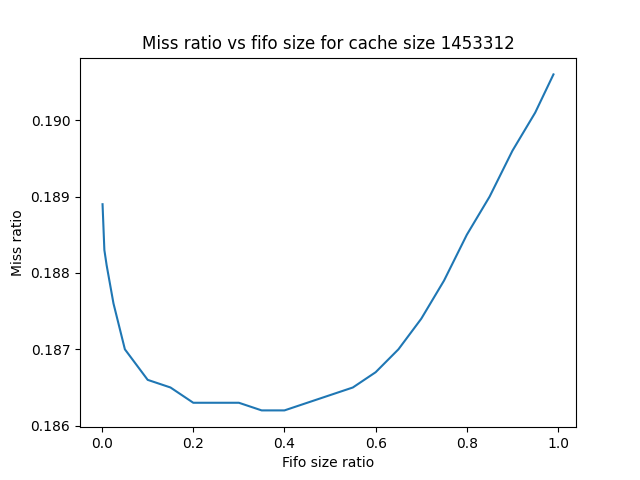 Miss ratio vs fifo size for cache size 1453312
0.190
0.189
0.188
0.187
0.186
Miss ratio
0.0 0.2 0.4 0.6 0.8 1.0
Fifo size ratio